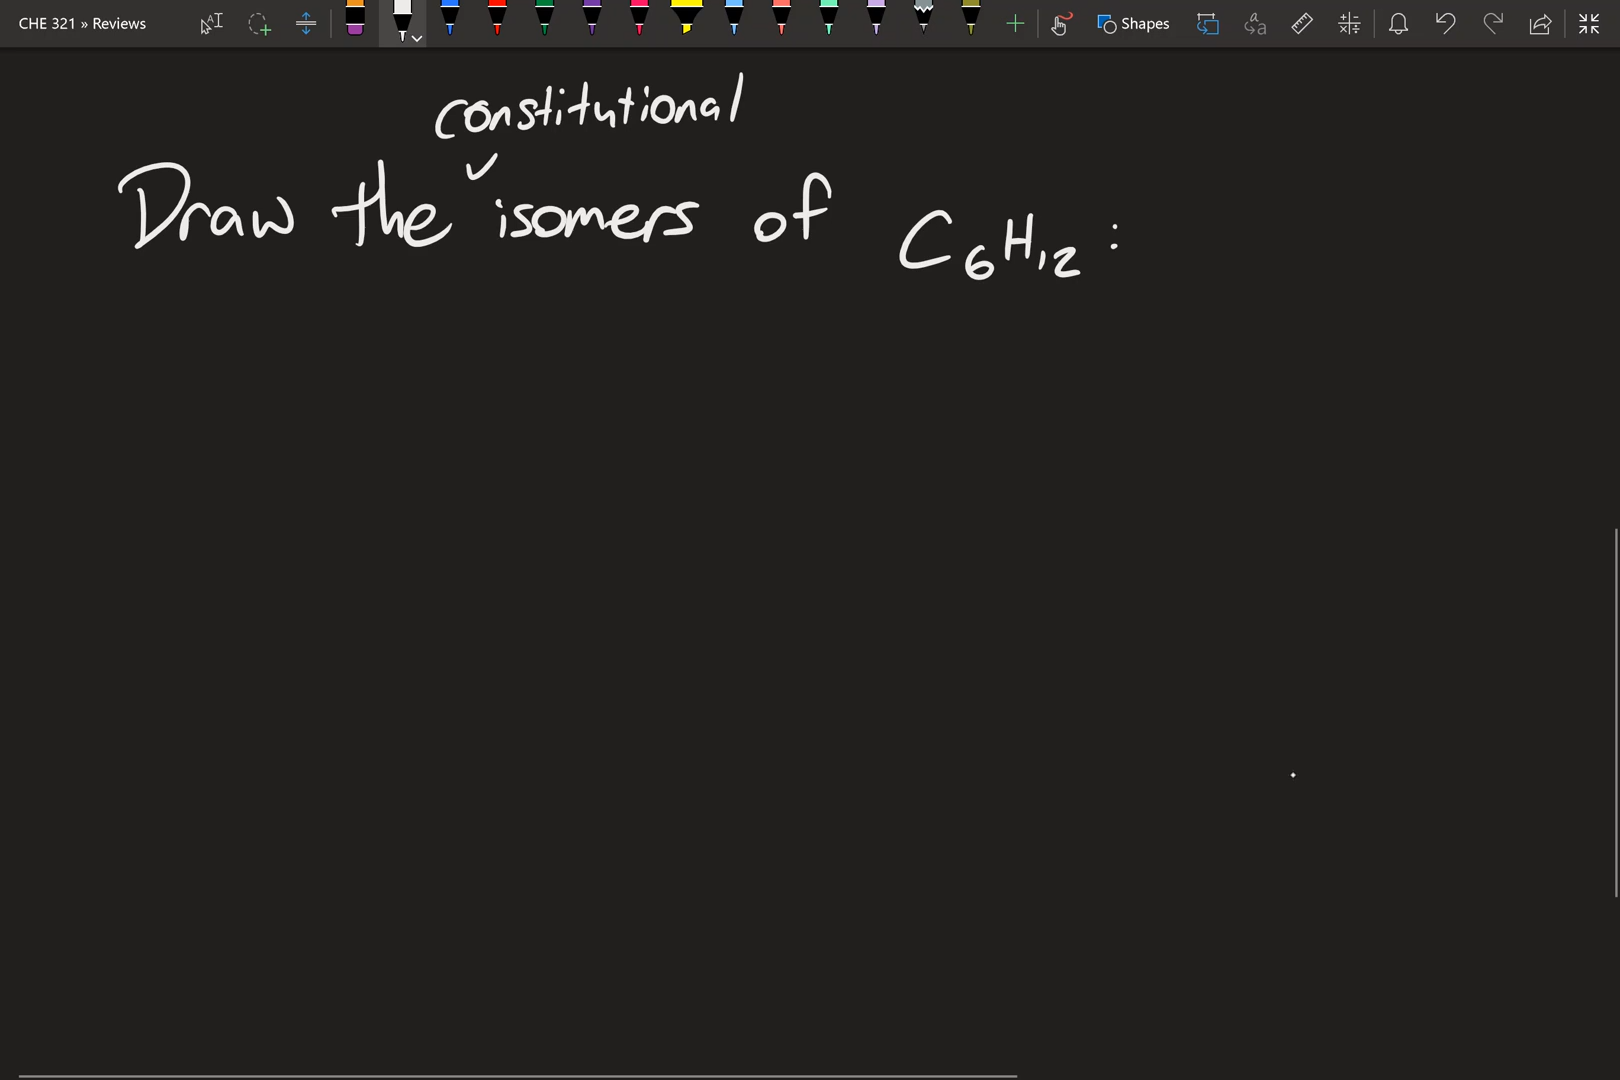 CHE 321 » Reviews
Shapes
constitutional
Draw the isomers of C₆H₁₂: